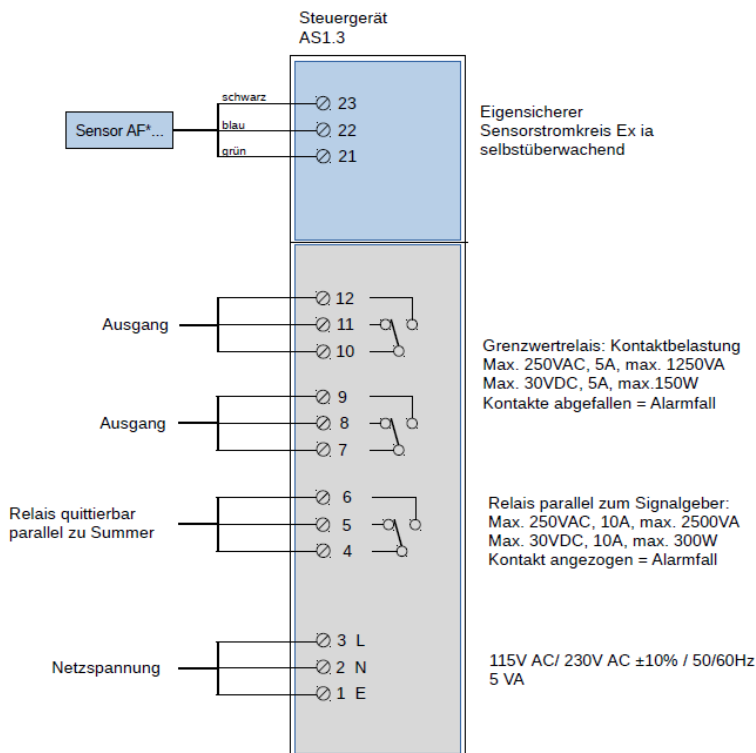 Steuergerät
AS1.3
schwarz
23
Sensor AF*...
blau
22
grün
21
Eigensicherer
Sensorstromkreis Ex ia
selbstüberwachend
12
Ausgang
11
10
Grenzwertrelais: Kontaktbelastung
Max. 250VAC, 5A, max. 1250VA
Max. 30VDC, 5A, max.150W
Kontakte abgefallen = Alarmfall
9
Ausgang
8
7
6
Relais quittierbar
parallel zu Summer
5
4
Relais parallel zum Signalgeber:
Max. 250VAC, 10A, max. 2500VA
Max. 30VDC, 10A, max. 300W
Kontakt angezogen = Alarmfall
3 L
Netzspannung
2 N
1 E
115V AC/ 230V AC ±10% / 50/60Hz
5 VA